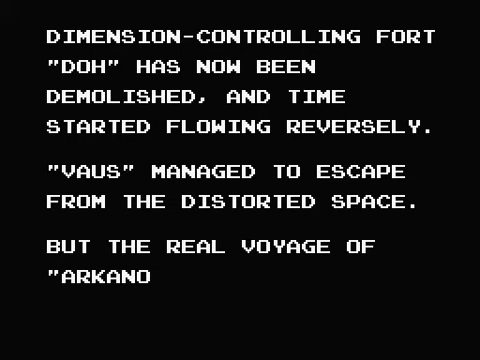 DIMENSION-CONTROLLING FORT
"DOH" HAS NOW BEEN
DEMOLISHED, AND TIME
STARTED FLOWING REVERSELY.
"VAUS" MANAGED TO ESCAPE
FROM THE DISTORTED SPACE.
BUT THE REAL VOYAGE OF
"ARKANO